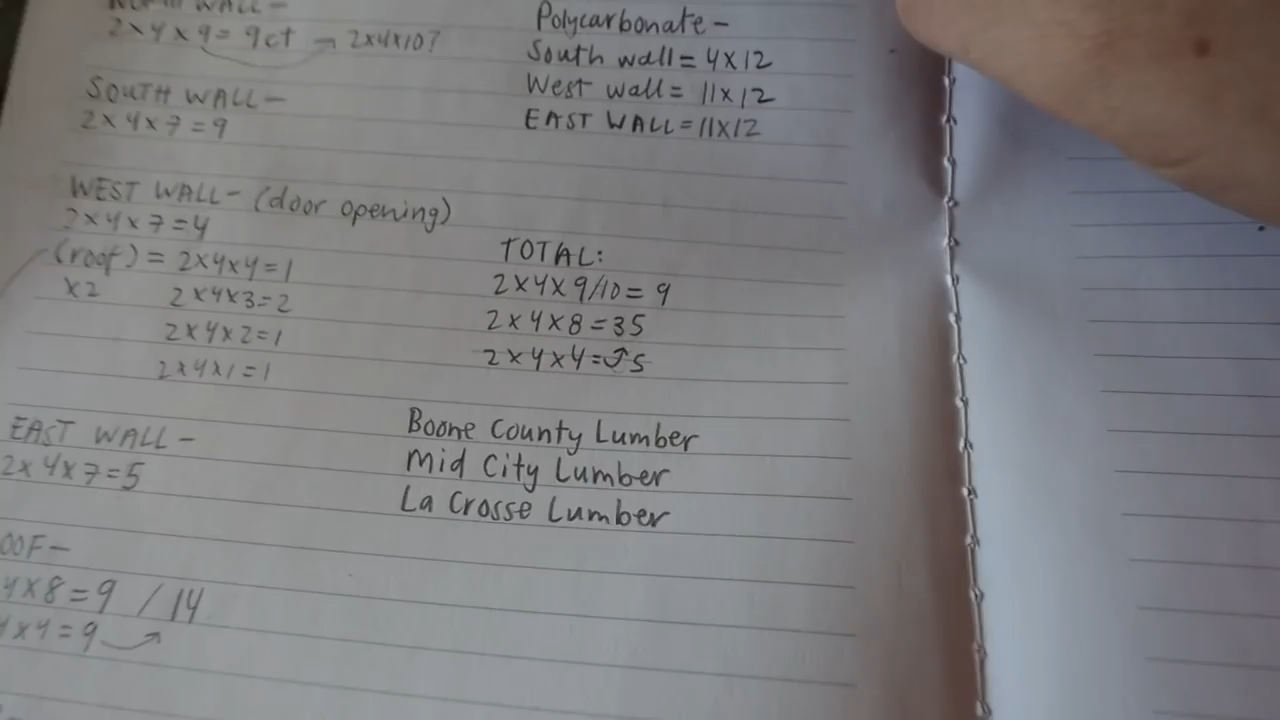 WALL-
2x4x9=9ct → 2x4x10?
SOUTH WALL-
2x4x7=9
WEST WALL-(door opening)
2x4x7=4
(roof)=2x4x4=1
x2 2x4x3=2
2x4x2=1
2x4x1=1
EAST WALL-
2x4x7=5
OOF-
4x8=9 /14
4x4=9
Polycarbonate-
South wall=4x12
West wall=11x12
EAST WALL=11x12
TOTAL:
2x4x9/10=9
2x4x8=35
2x4x4=5
Boone County Lumber
Mid City Lumber
La Crosse Lumber